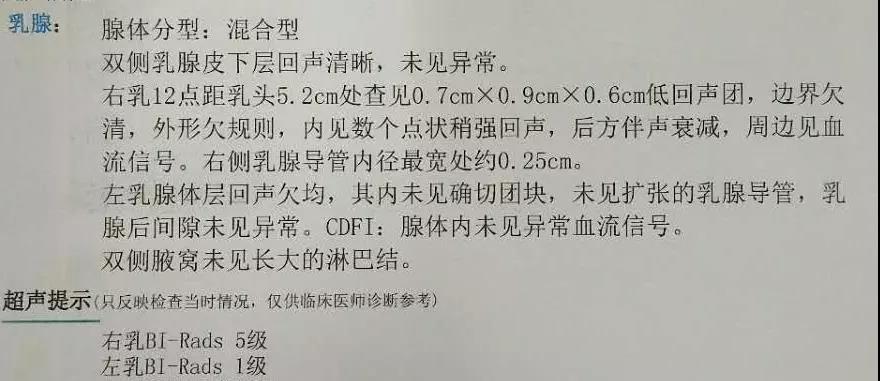 乳腺： 腺体分型：混合型
双侧乳腺皮下层回声清晰，未见异常。
右乳12点距乳头5.2cm处查见0.7cm×0.9cm×0.6cm低回声团，边界欠
清，外形欠规则，内见数个点状稍强回声，后方伴声衰减，周边见血
流信号。右侧乳腺导管内径最宽处约0.25cm。
左乳腺体层回声欠均，其内未见确切团块，未见扩张的乳腺导管，乳
腺后间隙未见异常。CDFI：腺体内未见异常血流信号。
双侧腋窝未见长大的淋巴结。
超声提示(只反映检查当时情况，仅供临床医师诊断参考)
右乳BI-Rads 5级
左乳BI-Rads 1级